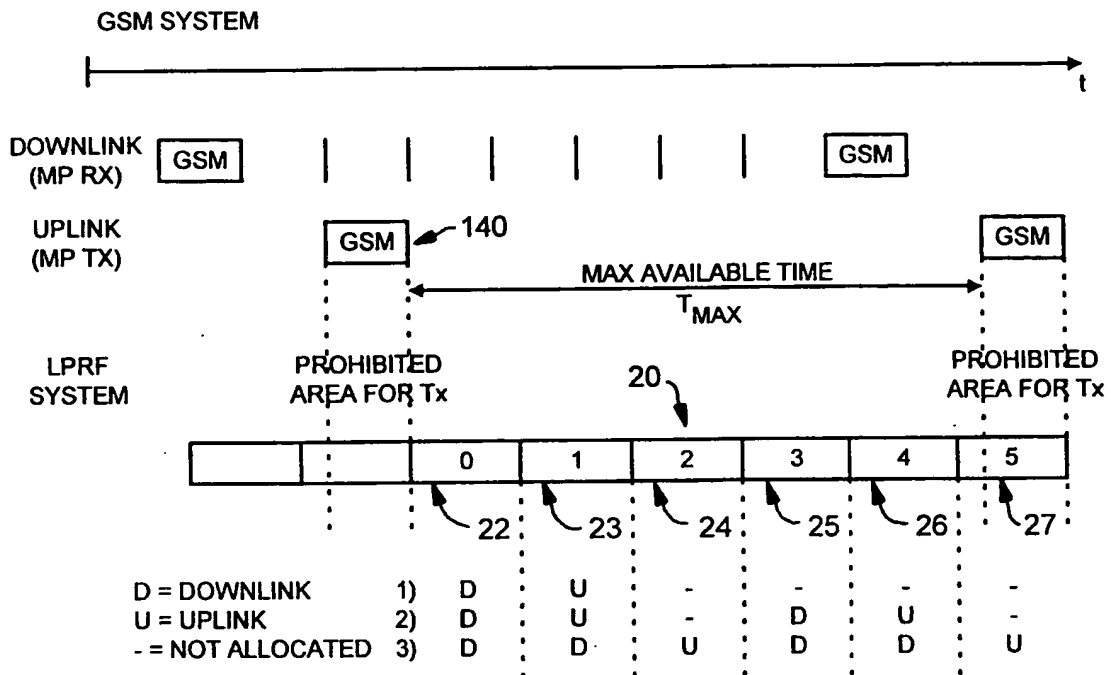 GSM SYSTEM
t
DOWNLINK
(MP RX)
GSM
GSM
UPLINK
(MP TX)
GSM
140
GSM
MAX AVAILABLE TIME
TMAX
LPRF
SYSTEM
PROHIBITED
AREA FOR Tx
20
PROHIBITED
AREA FOR Tx
0 1 2 3 4 5
22 23 24 25 26 27
D = DOWNLINK 1) D U - - - -
U = UPLINK 2) D U - D U -
- = NOT ALLOCATED 3) D D U D D U